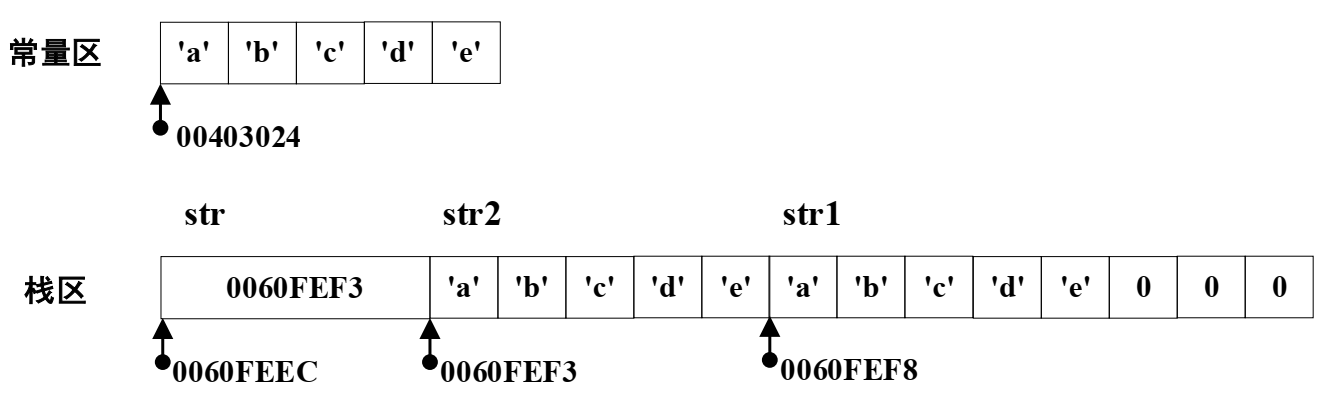 常量区 'a' 'b' 'c' 'd' 'e'
00403024
str str2 str1
栈区 0060FEF3 'a' 'b' 'c' 'd' 'e' 'a' 'b' 'c' 'd' 'e' 0 0 0
0060FEEC 0060FEF3 0060FEF8